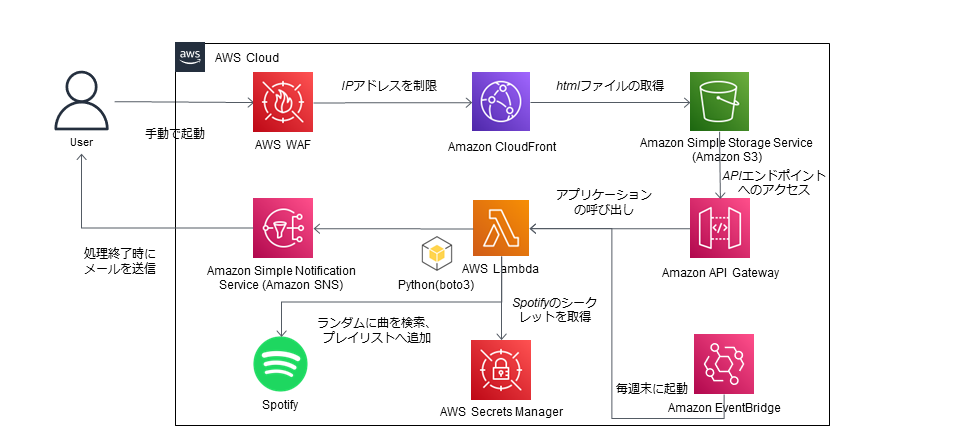 aws
AWS Cloud
User
手動で起動
AWS WAF
IPアドレスを制限
Amazon CloudFront
htmlファイルの取得
Amazon Simple Storage Service
(Amazon S3)
APIエンドポイント
へのアクセス
アプリケーション
の呼び出し
Amazon API Gateway
AWS Lambda
Python(boto3)
Amazon Simple Notification
Service (Amazon SNS)
処理終了時に
メールを送信
Spotifyのシーク
レットを取得
ランダムに曲を検索、
プレイリストへ追加
Spotify
AWS Secrets Manager
毎週末に起動
Amazon EventBridge